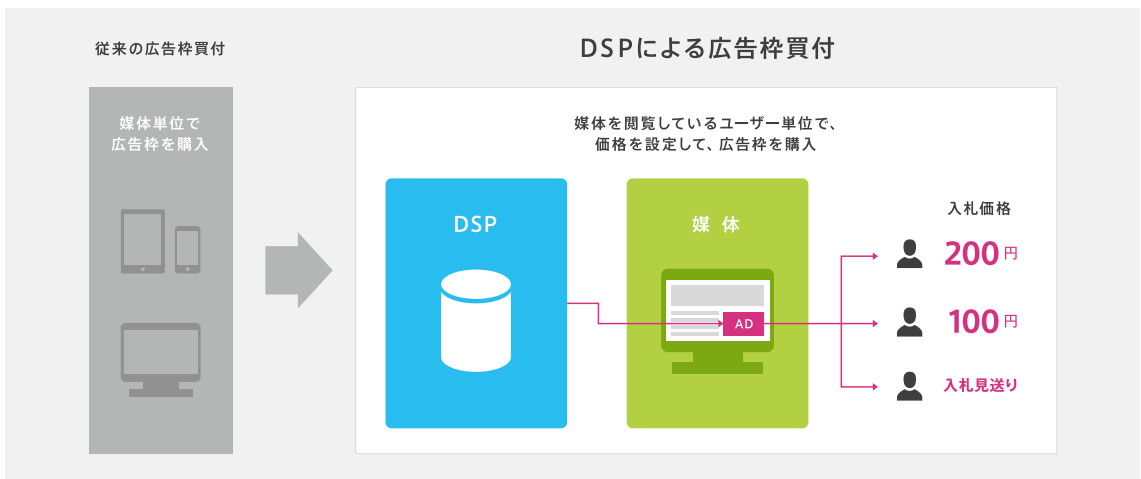 従来の広告枠買付
媒体単位で
広告枠を購入
DSPによる広告枠買付
媒体を閲覧しているユーザー単位で、
価格を設定して、広告枠を購入
DSP
媒体
AD
入札価格
200円
100円
入札見送り